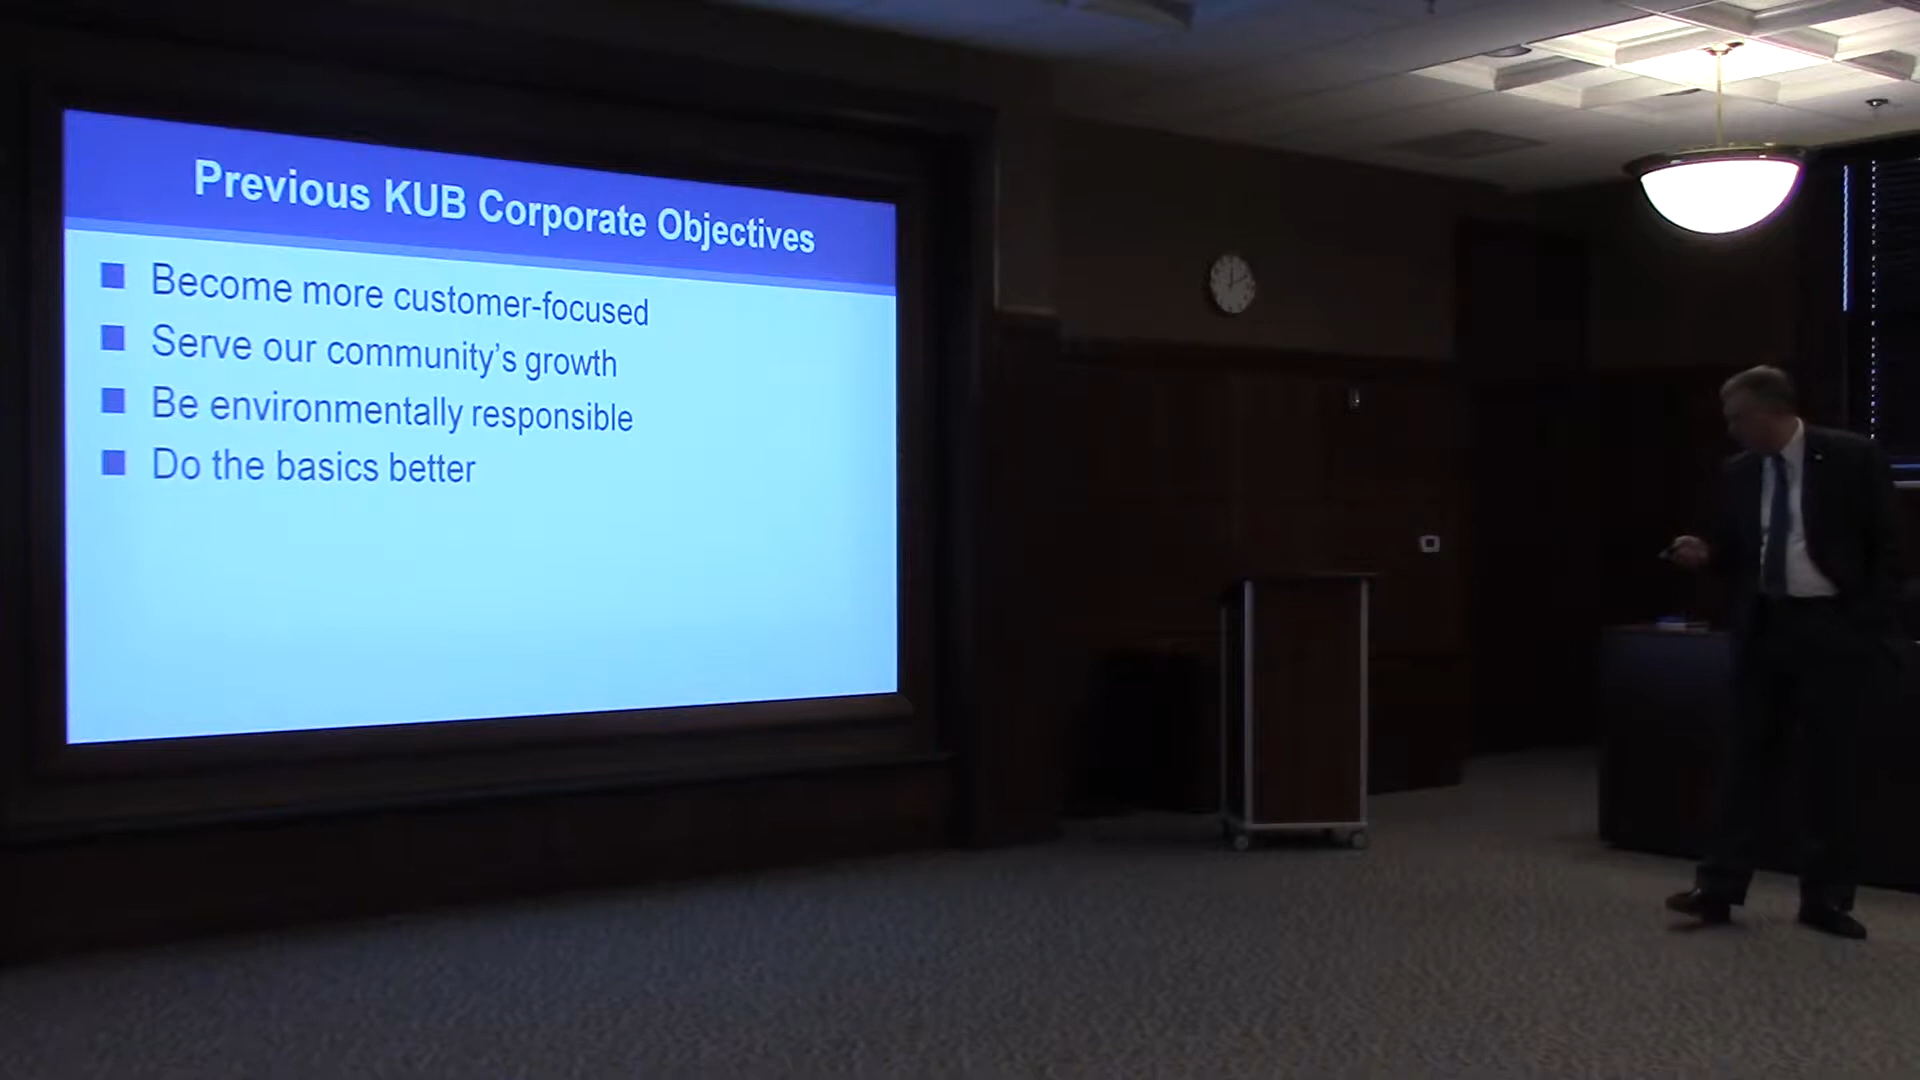 Previous KUB Corporate Objectives
Become more customer-focused
Serve our community's growth
Be environmentally responsible
Do the basics better